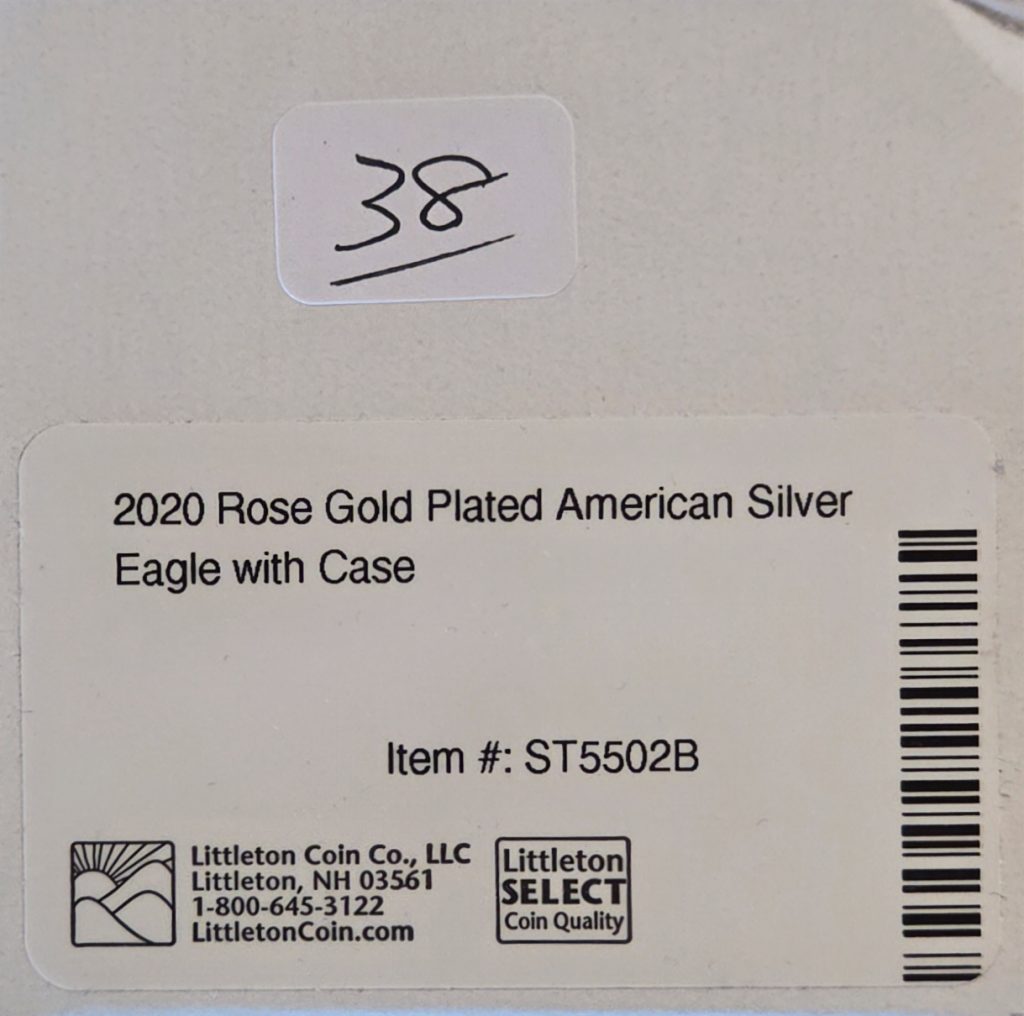 38
2020 Rose Gold Plated American Silver
Eagle with Case
Item #: ST5502B
Littleton Coin Co., LLC
Littleton, NH 03561
1-800-645-3122
LittletonCoin.com
Littleton
SELECT
Coin Quality